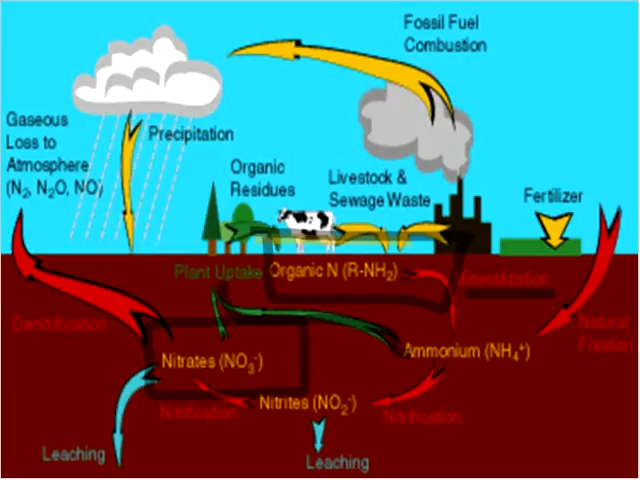 Fossil Fuel
Combustion
Gaseous
Loss to
Atmosphere
(N₂, N₂O, NO)
Precipitation
Organic
Residues
Livestock &
Sewage Waste
Fertilizer
Plant Uptake
Organic N (R-NH₂)
Mineralization
Denitrification
Natural
Fixation
Ammonium (NH₄⁺)
Nitrates (NO₃⁻)
Nitrification
Nitrites (NO₂⁻)
Nitrification
Leaching
Leaching